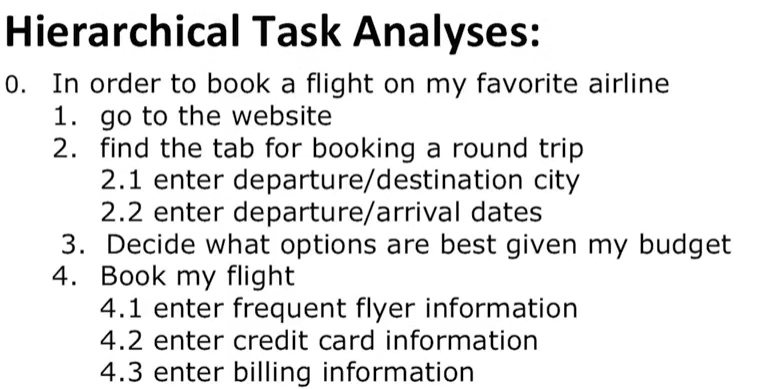 Hierarchical Task Analyses:
0. In order to book a flight on my favorite airline
1. go to the website
2. find the tab for booking a round trip
2.1 enter departure/destination city
2.2 enter departure/arrival dates
3. Decide what options are best given my budget
4. Book my flight
4.1 enter frequent flyer information
4.2 enter credit card information
4.3 enter billing information